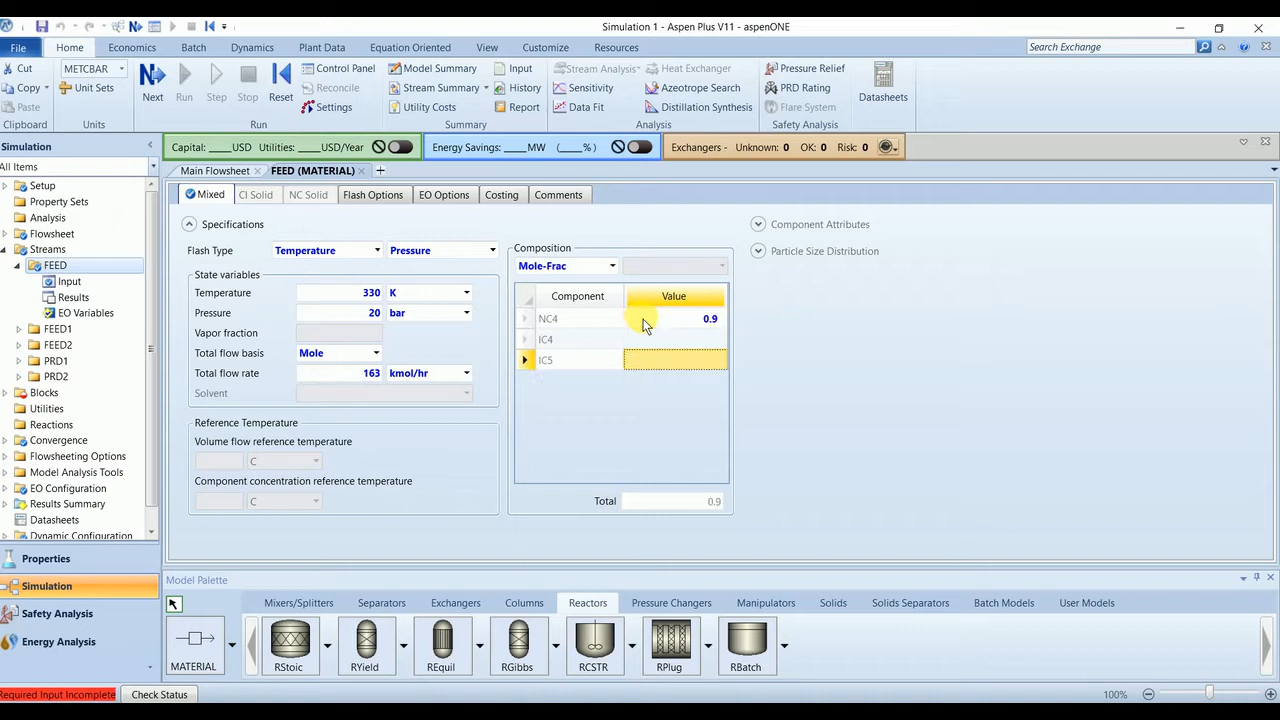 Simulation 1 - Aspen Plus V11 - aspenONE
File Home Economics Batch Dynamics Plant Data Equation Oriented View Customize Resources Search Exchange
Cut METCBAR Next Run Step Stop Reset Control Panel Model Summary Input Stream Analysis Heat Exchanger Pressure Relief
Copy Unit Sets Reconcile Stream Summary History Sensitivity Azeotrope Search PRD Rating Datasheets
Paste Settings Utility Costs Report Data Fit Distillation Synthesis Flare System
Clipboard Units Run Summary Analysis Safety Analysis
Simulation Capital: ____USD Utilities: ____USD/Year Energy Savings: ____MW (____%) Exchangers - Unknown: 0 OK: 0 Risk: 0
All Items
Main Flowsheet FEED (MATERIAL)
Setup
Property Sets
Analysis
Flowsheet
Streams
FEED
Input
Results
EO Variables
FEED1
FEED2
PRD1
PRD2
Blocks
Utilities
Reactions
Convergence
Flowsheeting Options
Model Analysis Tools
EO Configuration
Results Summary
Datasheets
Dynamic Configuration
Properties
Simulation
Safety Analysis
Energy Analysis
Mixed CI Solid NC Solid Flash Options EO Options Costing Comments
Specifications
Flash Type Temperature Pressure
State variables
Temperature 330 K
Pressure 20 bar
Vapor fraction
Total flow basis Mole
Total flow rate 163 kmol/hr
Solvent
Reference Temperature
Volume flow reference temperature
C
Component concentration reference temperature
C
Composition
Mole-Frac
Component Value
NC4 0.9
IC4
IC5
Total 0.9
Component Attributes
Particle Size Distribution
Model Palette
Mixers/Splitters Separators Exchangers Columns Reactors Pressure Changers Manipulators Solids Solids Separators Batch Models User Models
MATERIAL RStoic RYield REquil RGibbs RCSTR RPlug RBatch
Required Input Incomplete Check Status 100%